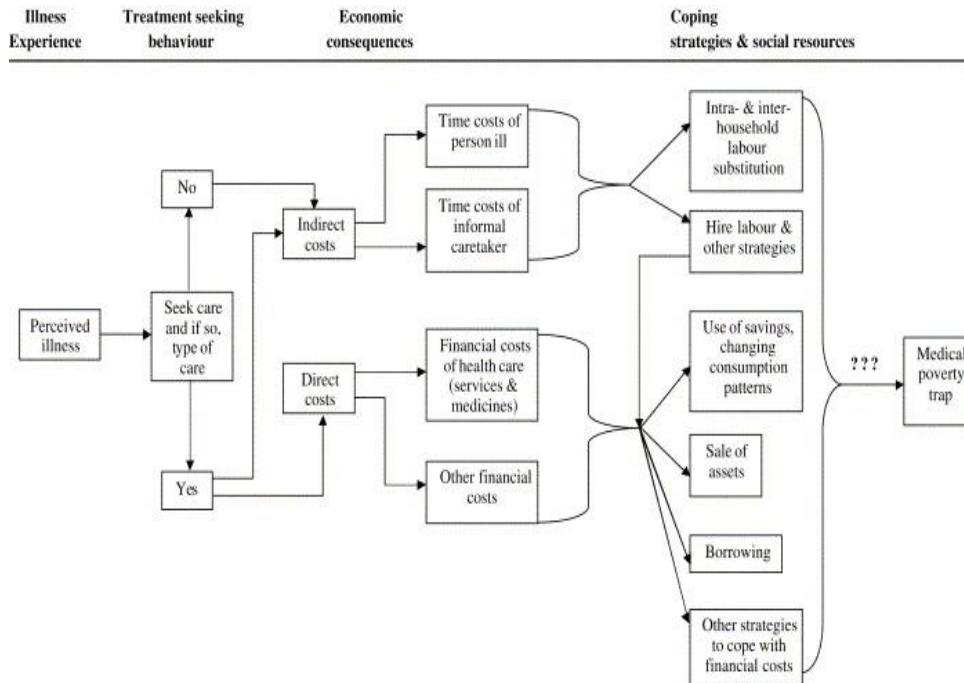 Illness
Experience
Treatment seeking
behaviour
Economic
consequences
Coping
strategies & social resources
Perceived
illness
No
Seek care
and if so,
type of
care
Yes
Indirect
costs
Direct
costs
Time costs of
person ill
Time costs of
informal
caretaker
Financial costs
of health care
(services &
medicines)
Other financial
costs
Intra- & inter-
household
labour
substitution
Hire labour &
other strategies
Use of savings,
changing
consumption
patterns
Sale of
assets
Borrowing
Other strategies
to cope with
financial costs
???
Medical
poverty
trap